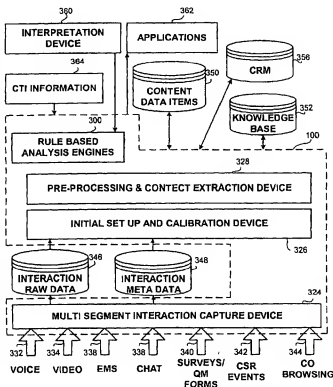 360
INTERPRETATION DEVICE
362
APPLICATIONS
364
CTI INFORMATION
350
CONTENT DATA ITEMS
CRM
356
352
KNOWLEDGE BASE
300
RULE BASED ANALYSIS ENGINES
100
328
PRE-PROCESSING & CONTECT EXTRACTION DEVICE
INITIAL SET UP AND CALIBRATION DEVICE
326
346
INTERACTION RAW DATA
348
INTERACTION META DATA
324
MULTI SEGMENT INTERACTION CAPTURE DEVICE
332
334
338
338
340
342
344
VOICE
VIDEO
EMS
CHAT
SURVEYS/ QM FORMS
CSR EVENTS
CO BROWSING